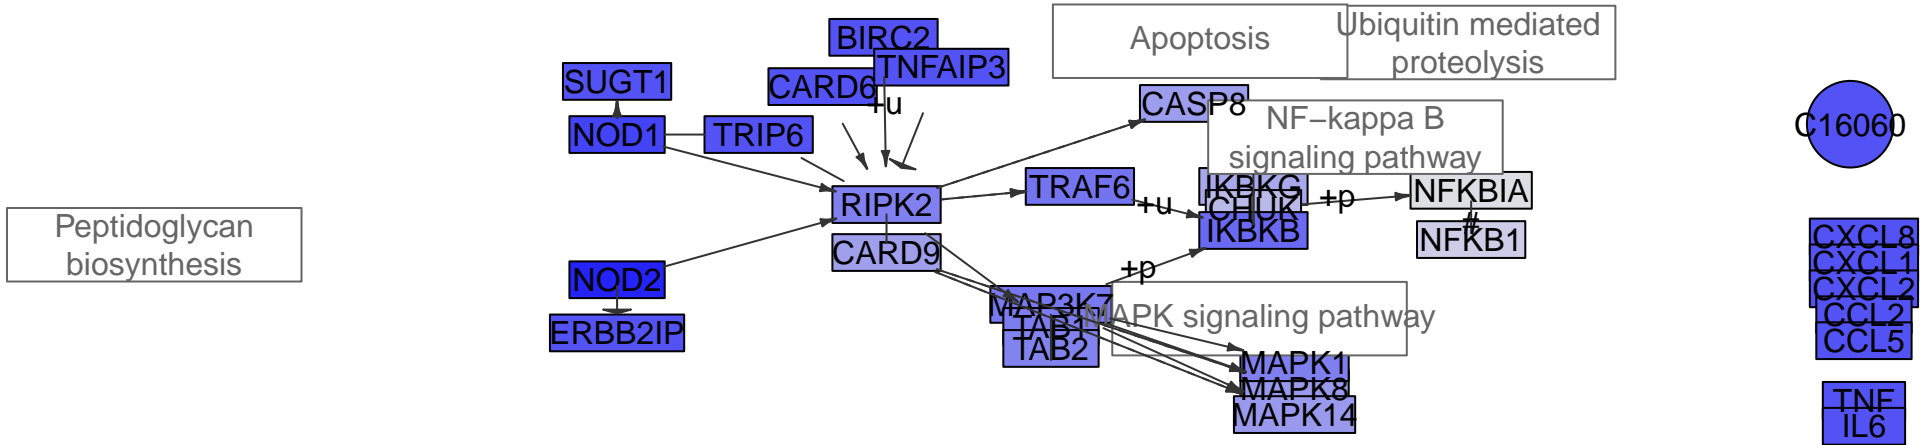 Peptidoglycan
biosynthesis
SUGT1
NOD1
TRIP6
NOD2
ERBB2IP
BIRC2
TNFAIP3
CARD6
+u
RIPK2
CARD9
Apoptosis
Ubiquitin mediated
proteolysis
CASP8
NF−kappa B
signaling pathway
TRAF6
+u
IKBKG
CHUK
IKBKB
+p
NFKBIA
#
NFKB1
+p
MAP3K7
TAB1
TAB2
MAPK signaling pathway
MAPK1
MAPK8
MAPK14
C16060
CXCL8
CXCL1
CXCL2
CCL2
CCL5
TNF
IL6